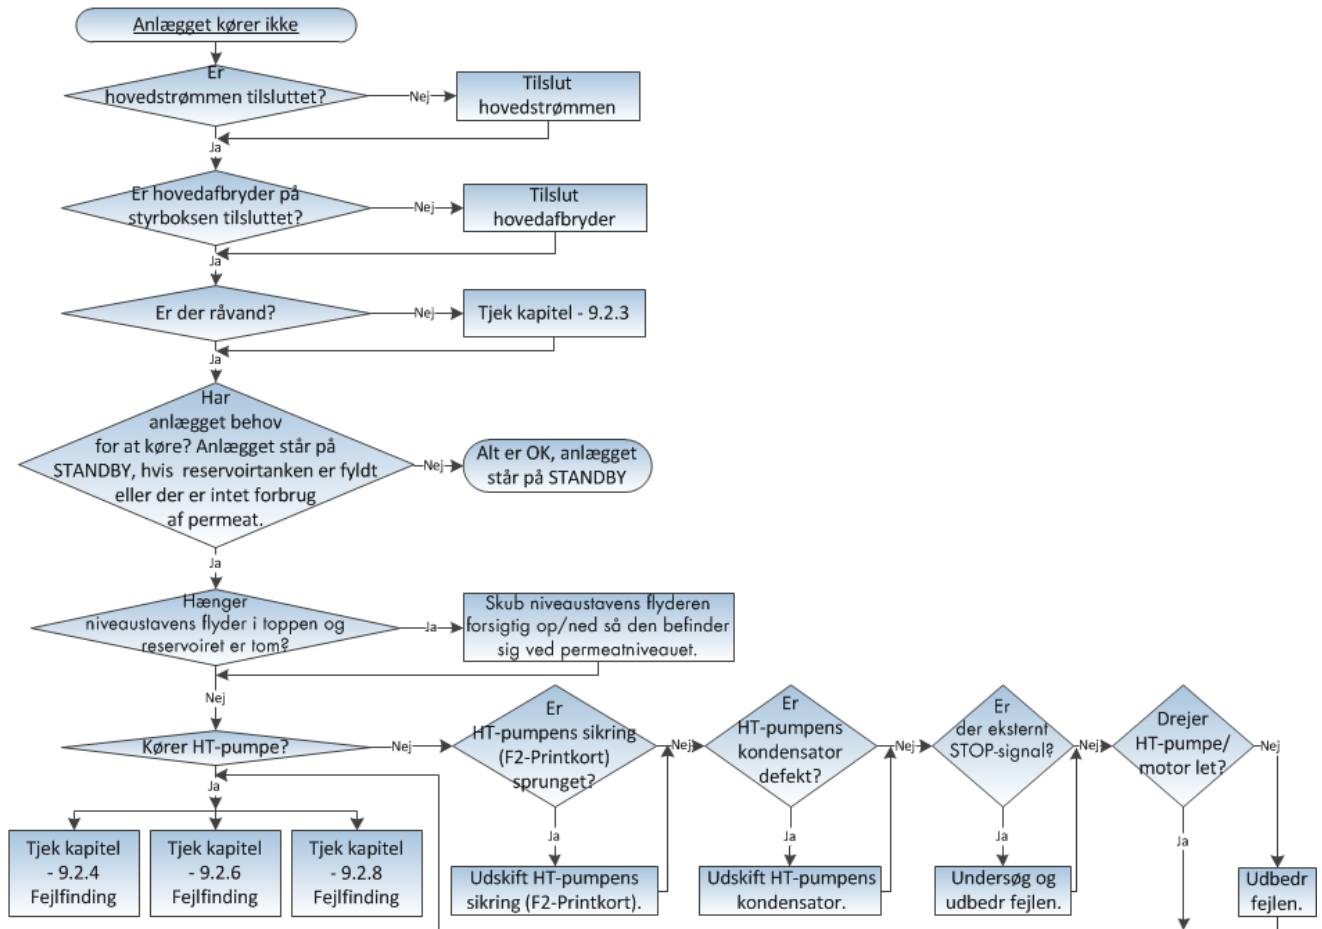 Anlægget kører ikke
Er
hovedstrømmen tilsluttet?
Nej
Tilslut
hovedstrømmen
Ja
Er hovedafbryder på
styrboksen tilsluttet?
Nej
Tilslut
hovedafbryder
Ja
Er der råvand?
Nej
Tjek kapitel - 9.2.3
Ja
Har
anlægget behov
for at køre? Anlægget står på
STANDBY, hvis reservoirtanken er fyldt
eller der er intet forbrug
af permeat.
Nej
Alt er OK, anlægget
står på STANDBY
Ja
Hænger
niveaustavens flyder i toppen og
reservoiret er tom?
Ja
Skub niveaustavens flyderen
forsigtig op/ned så den befinder
sig ved permeatniveauet.
Nej
Kører HT-pumpe?
Nej
Er
HT-pumpens sikring
(F2-Printkort)
sprunget?
Nej
Er
HT-pumpens
kondensator
defekt?
Nej
Er
der eksternt
STOP-signal?
Nej
Drejer
HT-pumpe/
motor let?
Nej
Ja
Tjek kapitel
- 9.2.4
Fejlfinding
Tjek kapitel
- 9.2.6
Fejlfinding
Tjek kapitel
- 9.2.8
Fejlfinding
Ja
Udskift HT-pumpens
sikring (F2-Printkort).
Ja
Udskift HT-pumpens
kondensator.
Ja
Undersøg og
udbedr fejlen.
Ja
Udbedr
fejlen.